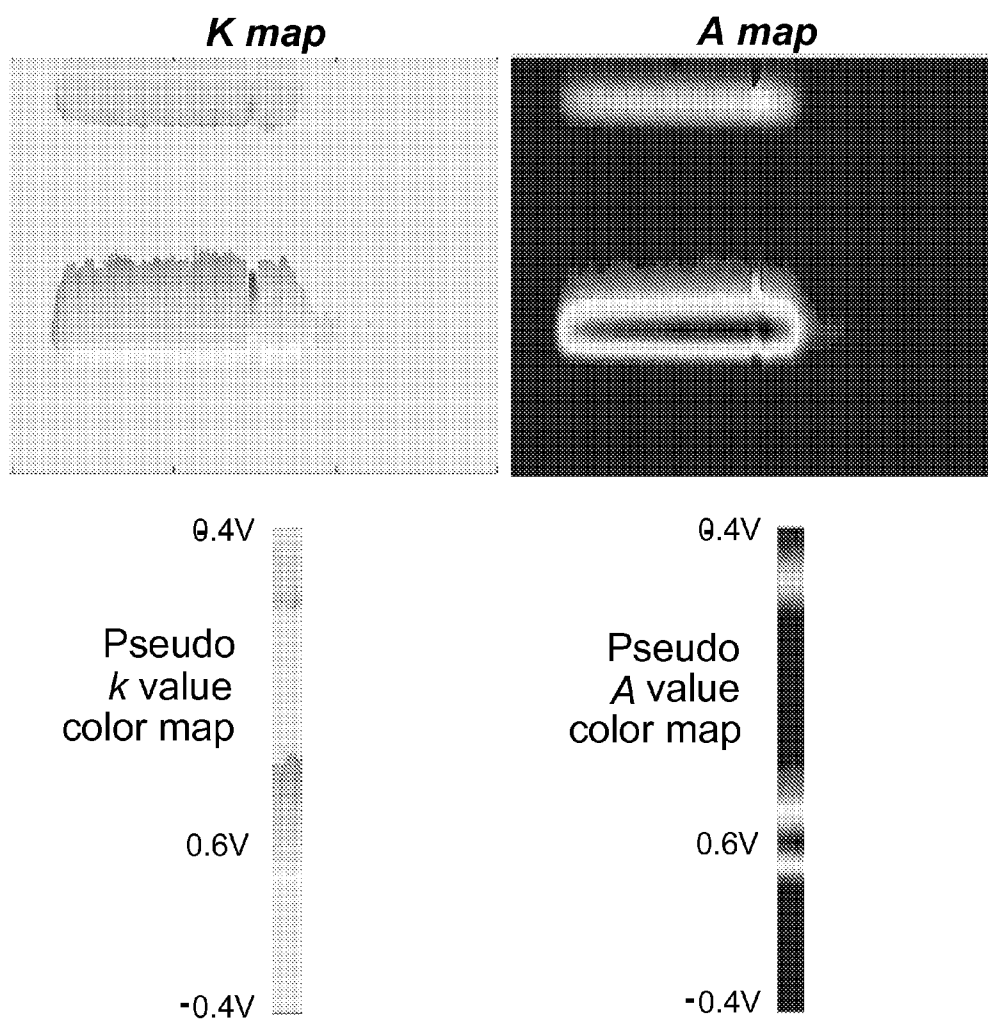 K map
A map
-0.4V
Pseudo
k value
color map
0.6V
-0.4V
-0.4V
Pseudo
A value
color map
0.6V
-0.4V